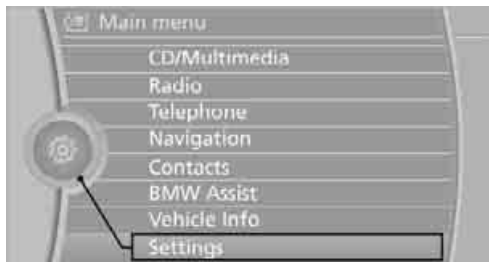 Main menu
CD/Multimedia
Radio
Telephone
Navigation
Contacts
BMW Assist
Vehicle Info
Settings